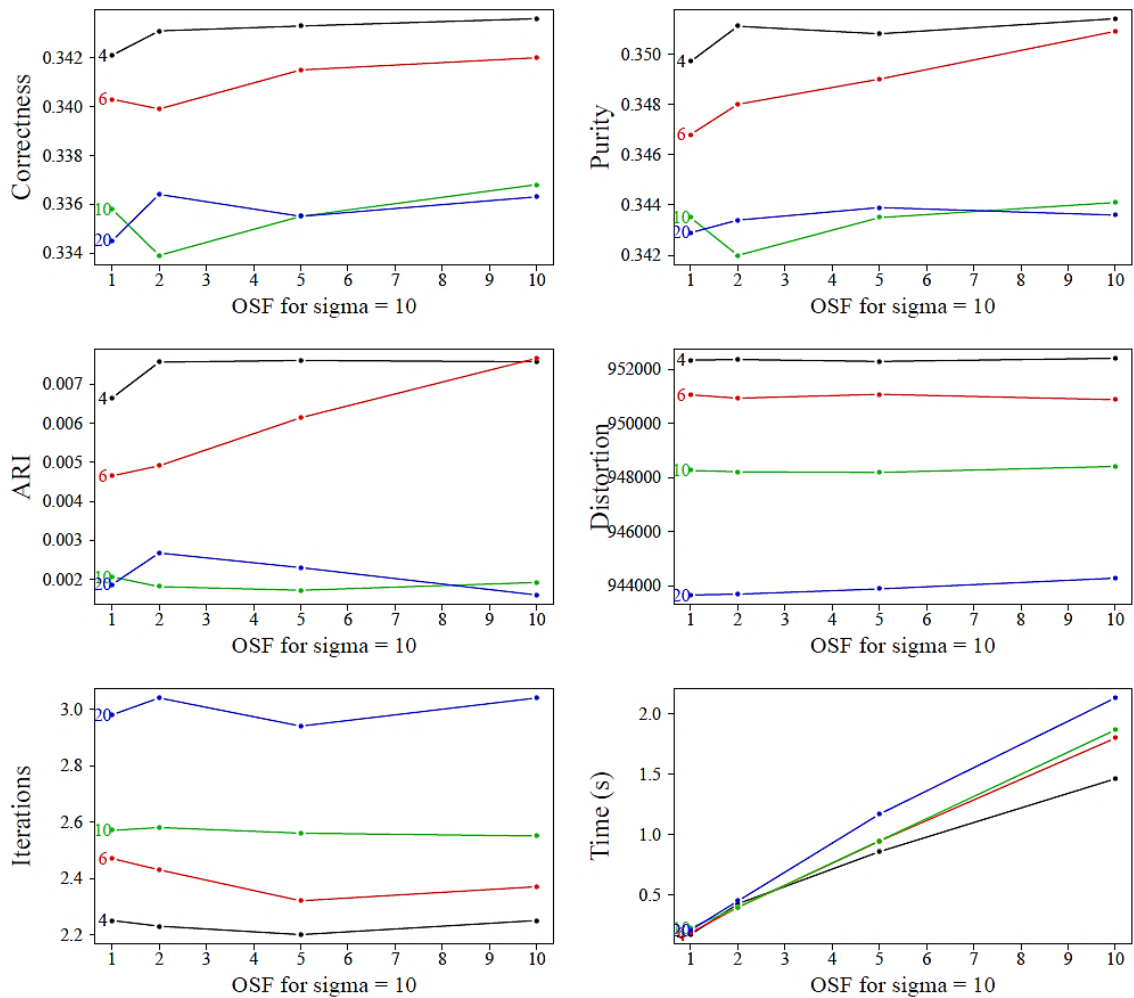 Correctness
0.342
0.340
0.338
0.336
0.334
4
6
10
20
1 2 3 4 5 6 7 8 9 10
OSF for sigma = 10
Purity
0.350
0.348
0.346
0.344
0.342
4
6
10
20
1 2 3 4 5 6 7 8 9 10
OSF for sigma = 10
ARI
0.007
0.006
0.005
0.004
0.003
0.002
4
6
10
20
1 2 3 4 5 6 7 8 9 10
OSF for sigma = 10
Distortion
952000
950000
948000
946000
944000
4
6
10
20
1 2 3 4 5 6 7 8 9 10
OSF for sigma = 10
Iterations
3.0
2.8
2.6
2.4
2.2
20
10
6
4
1 2 3 4 5 6 7 8 9 10
OSF for sigma = 10
Time (s)
2.0
1.5
1.0
0.5
1 2 3 4 5 6 7 8 9 10
OSF for sigma = 10